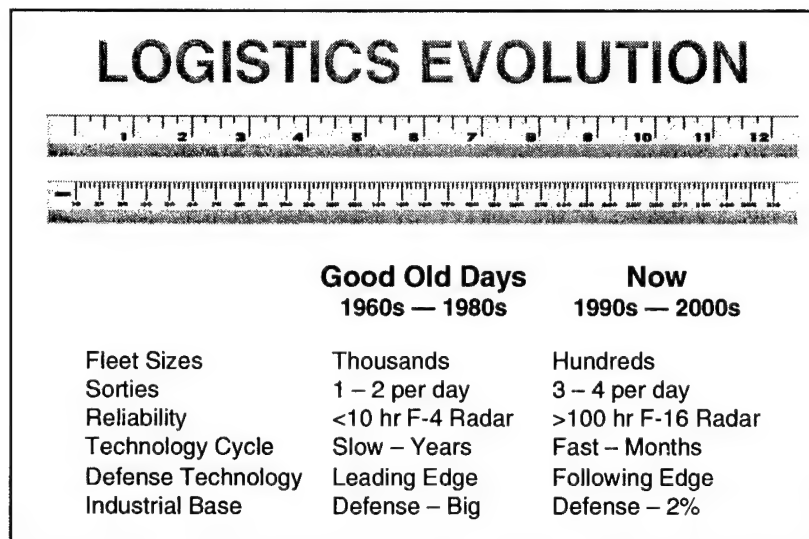 LOGISTICS EVOLUTION
1 2 3 4 5 6 7 8 9 10 11 12
Good Old Days Now
1960s — 1980s 1990s — 2000s
Fleet Sizes Thousands Hundreds
Sorties 1 – 2 per day 3 – 4 per day
Reliability <10 hr F-4 Radar >100 hr F-16 Radar
Technology Cycle Slow – Years Fast – Months
Defense Technology Leading Edge Following Edge
Industrial Base Defense – Big Defense – 2%